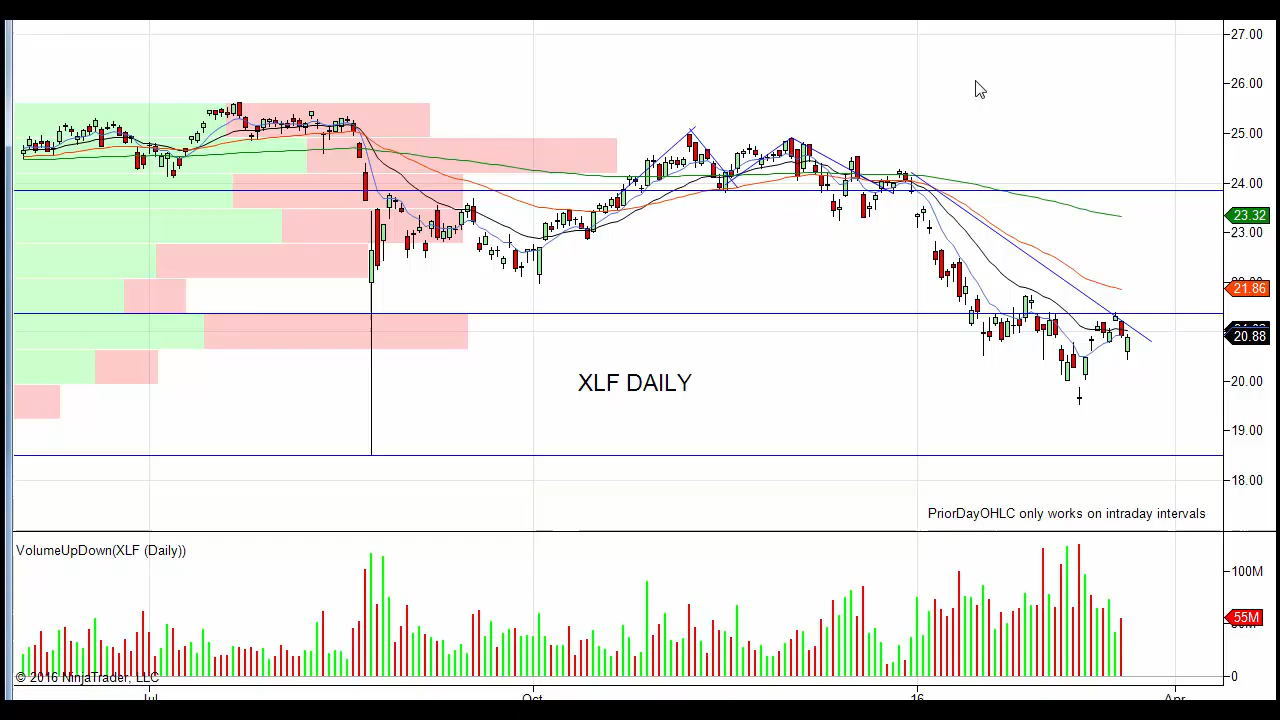 27.00
26.00
25.00
24.00
23.32
23.00
21.86
20.88
20.00
19.00
18.00
XLF DAILY
PriorDayOHLC only works on intraday intervals
VolumeUpDown(XLF (Daily))
100M
55M
0
© 2016 NinjaTrader, LLC
Jul
Oct
16
Apr